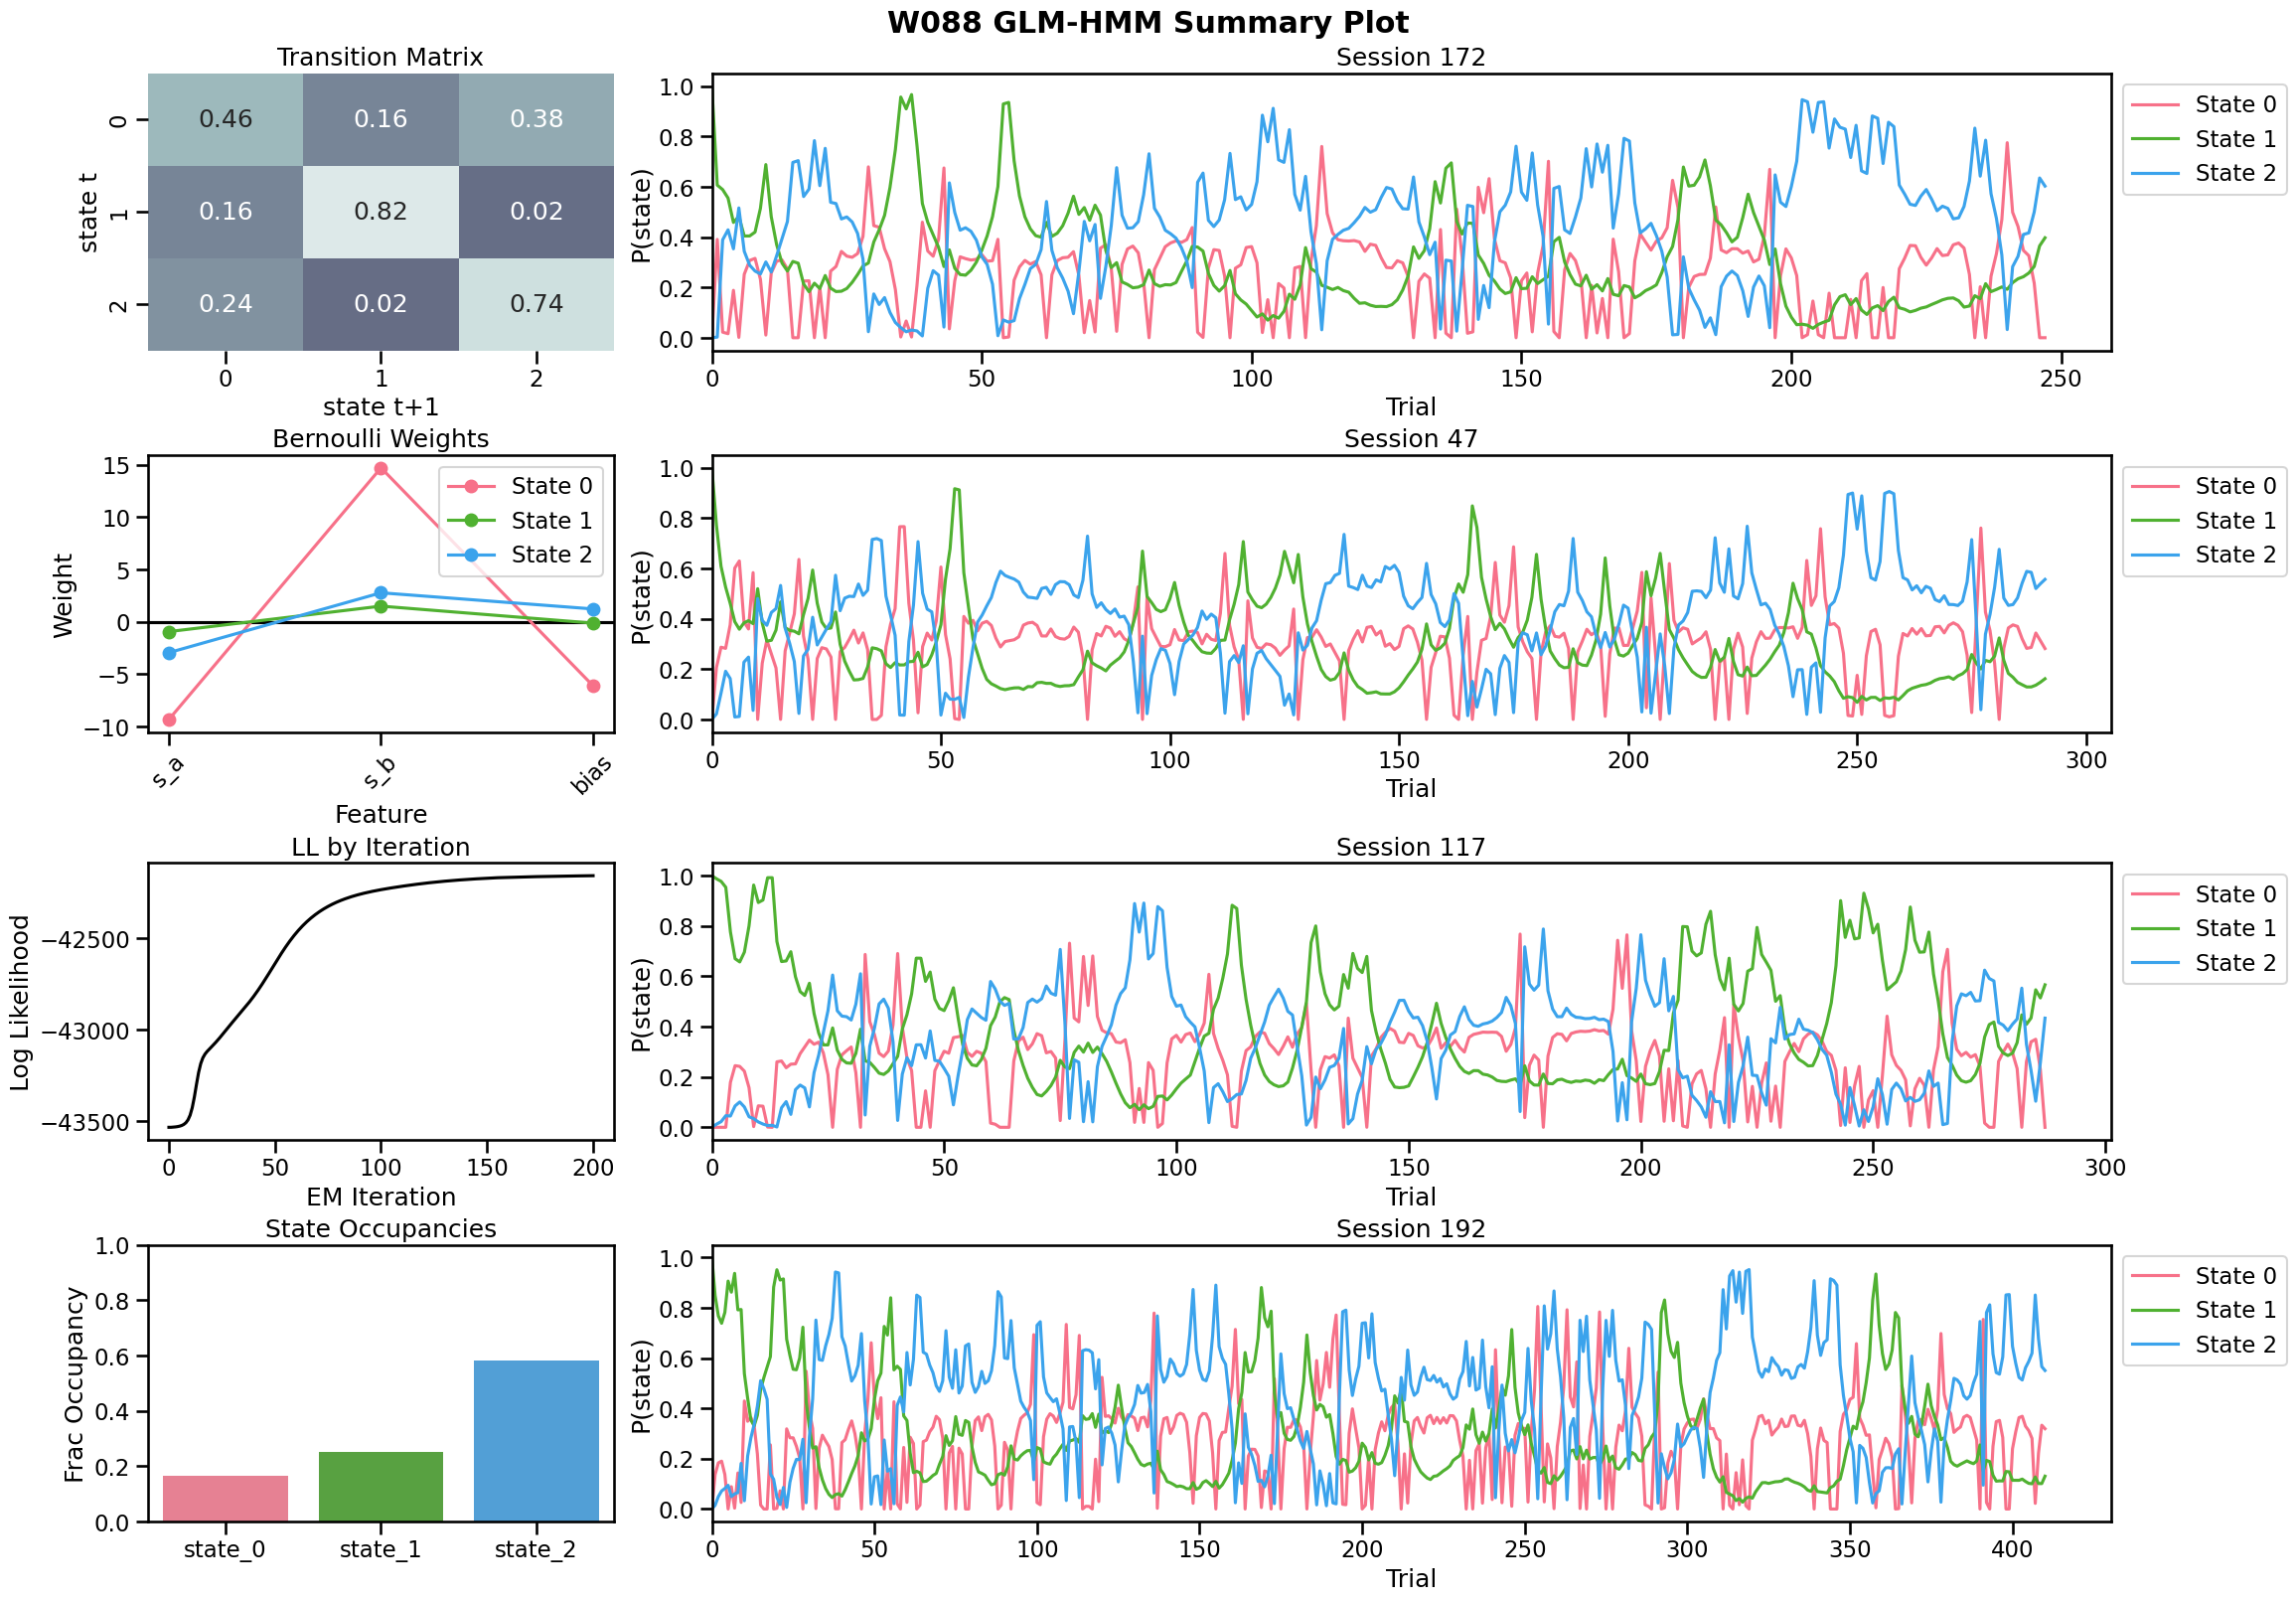 W088 GLM-HMM Summary Plot
Transition Matrix
0.46 0.16 0.38
0.16 0.82 0.02
0.24 0.02 0.74
0
1
2
state t
0 1 2
state t+1
Session 172
1.0
0.8
0.6
0.4
0.2
0.0
P(state)
0 50 100 150 200 250
Trial
State 0
State 1
State 2
Bernoulli Weights
15
10
5
0
−5
−10
Weight
State 0
State 1
State 2
s_a s_b bias
Feature
Session 47
1.0
0.8
0.6
0.4
0.2
0.0
P(state)
0 50 100 150 200 250 300
Trial
State 0
State 1
State 2
LL by Iteration
−42500
−43000
−43500
Log Likelihood
0 50 100 150 200
EM Iteration
Session 117
1.0
0.8
0.6
0.4
0.2
0.0
P(state)
0 50 100 150 200 250 300
Trial
State 0
State 1
State 2
State Occupancies
1.0
0.8
0.6
0.4
0.2
0.0
Frac Occupancy
state_0 state_1 state_2
Session 192
1.0
0.8
0.6
0.4
0.2
0.0
P(state)
0 50 100 150 200 250 300 350 400
Trial
State 0
State 1
State 2